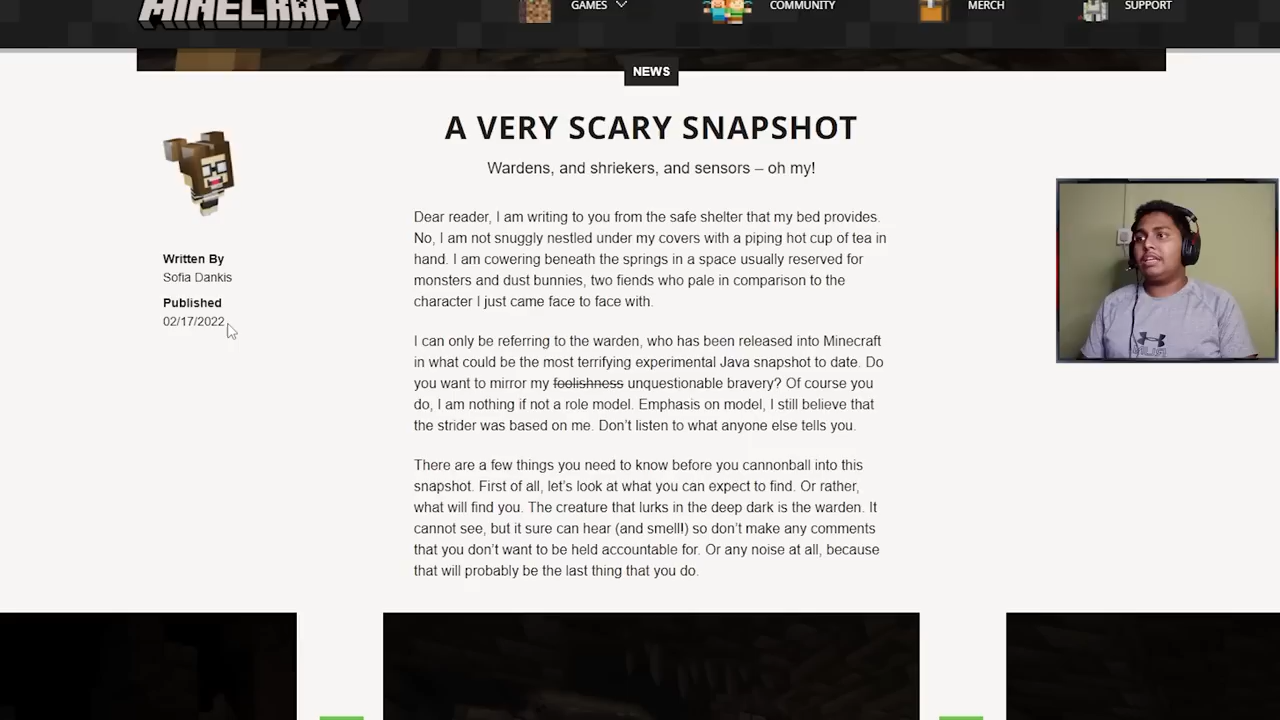 MINECRAFT
GAMES
COMMUNITY
MERCH
SUPPORT
NEWS
A VERY SCARY SNAPSHOT
Wardens, and shriekers, and sensors – oh my!
Written By
Sofia Dankis
Published
02/17/2022
Dear reader, I am writing to you from the safe shelter that my bed provides.
No, I am not snuggly nestled under my covers with a piping hot cup of tea in
hand. I am cowering beneath the springs in a space usually reserved for
monsters and dust bunnies, two fiends who pale in comparison to the
character I just came face to face with.
I can only be referring to the warden, who has been released into Minecraft
in what could be the most terrifying experimental Java snapshot to date. Do
you want to mirror my foolishness unquestionable bravery? Of course you
do, I am nothing if not a role model. Emphasis on model, I still believe that
the strider was based on me. Don’t listen to what anyone else tells you.
There are a few things you need to know before you cannonball into this
snapshot. First of all, let’s look at what you can expect to find. Or rather,
what will find you. The creature that lurks in the deep dark is the warden. It
cannot see, but it sure can hear (and smell!) so don’t make any comments
that you don’t want to be held accountable for. Or any noise at all, because
that will probably be the last thing that you do.